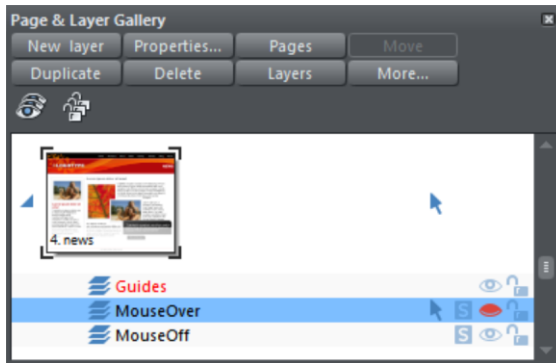 Page & Layer Gallery
New layer Properties... Pages Move
Duplicate Delete Layers More...
4. news
Guides
MouseOver S
MouseOff S